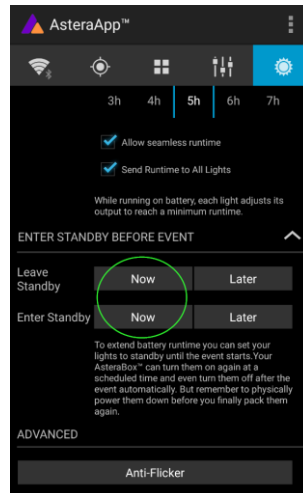 AsteraApp™
3h 4h 5h 6h 7h
Allow seamless runtime
Send Runtime to All Lights
While running on battery, each light adjusts its
output to reach a minimum runtime.
ENTER STANDBY BEFORE EVENT
Leave
Standby
Now Later
Enter Standby Now Later
To extend battery runtime you can set your
lights to standby until the event starts.Your
AsteraBox™ can turn them on again at a
scheduled time and even turn them off after the
event automatically. But remember to physically
power them down before you finally pack them
again.
ADVANCED
Anti-Flicker